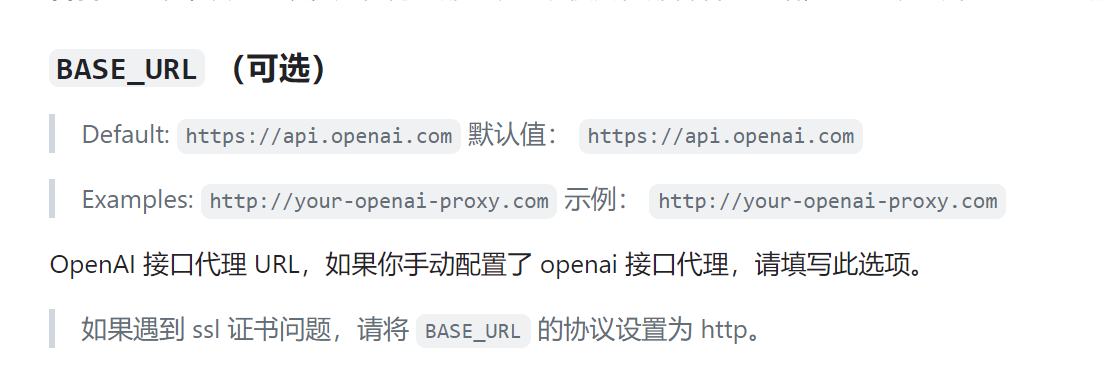 BASE_URL （可选）
Default: https://api.openai.com 默认值： https://api.openai.com
Examples: http://your-openai-proxy.com 示例： http://your-openai-proxy.com
OpenAI 接口代理 URL，如果你手动配置了 openai 接口代理，请填写此选项。
如果遇到 ssl 证书问题，请将 BASE_URL 的协议设置为 http。